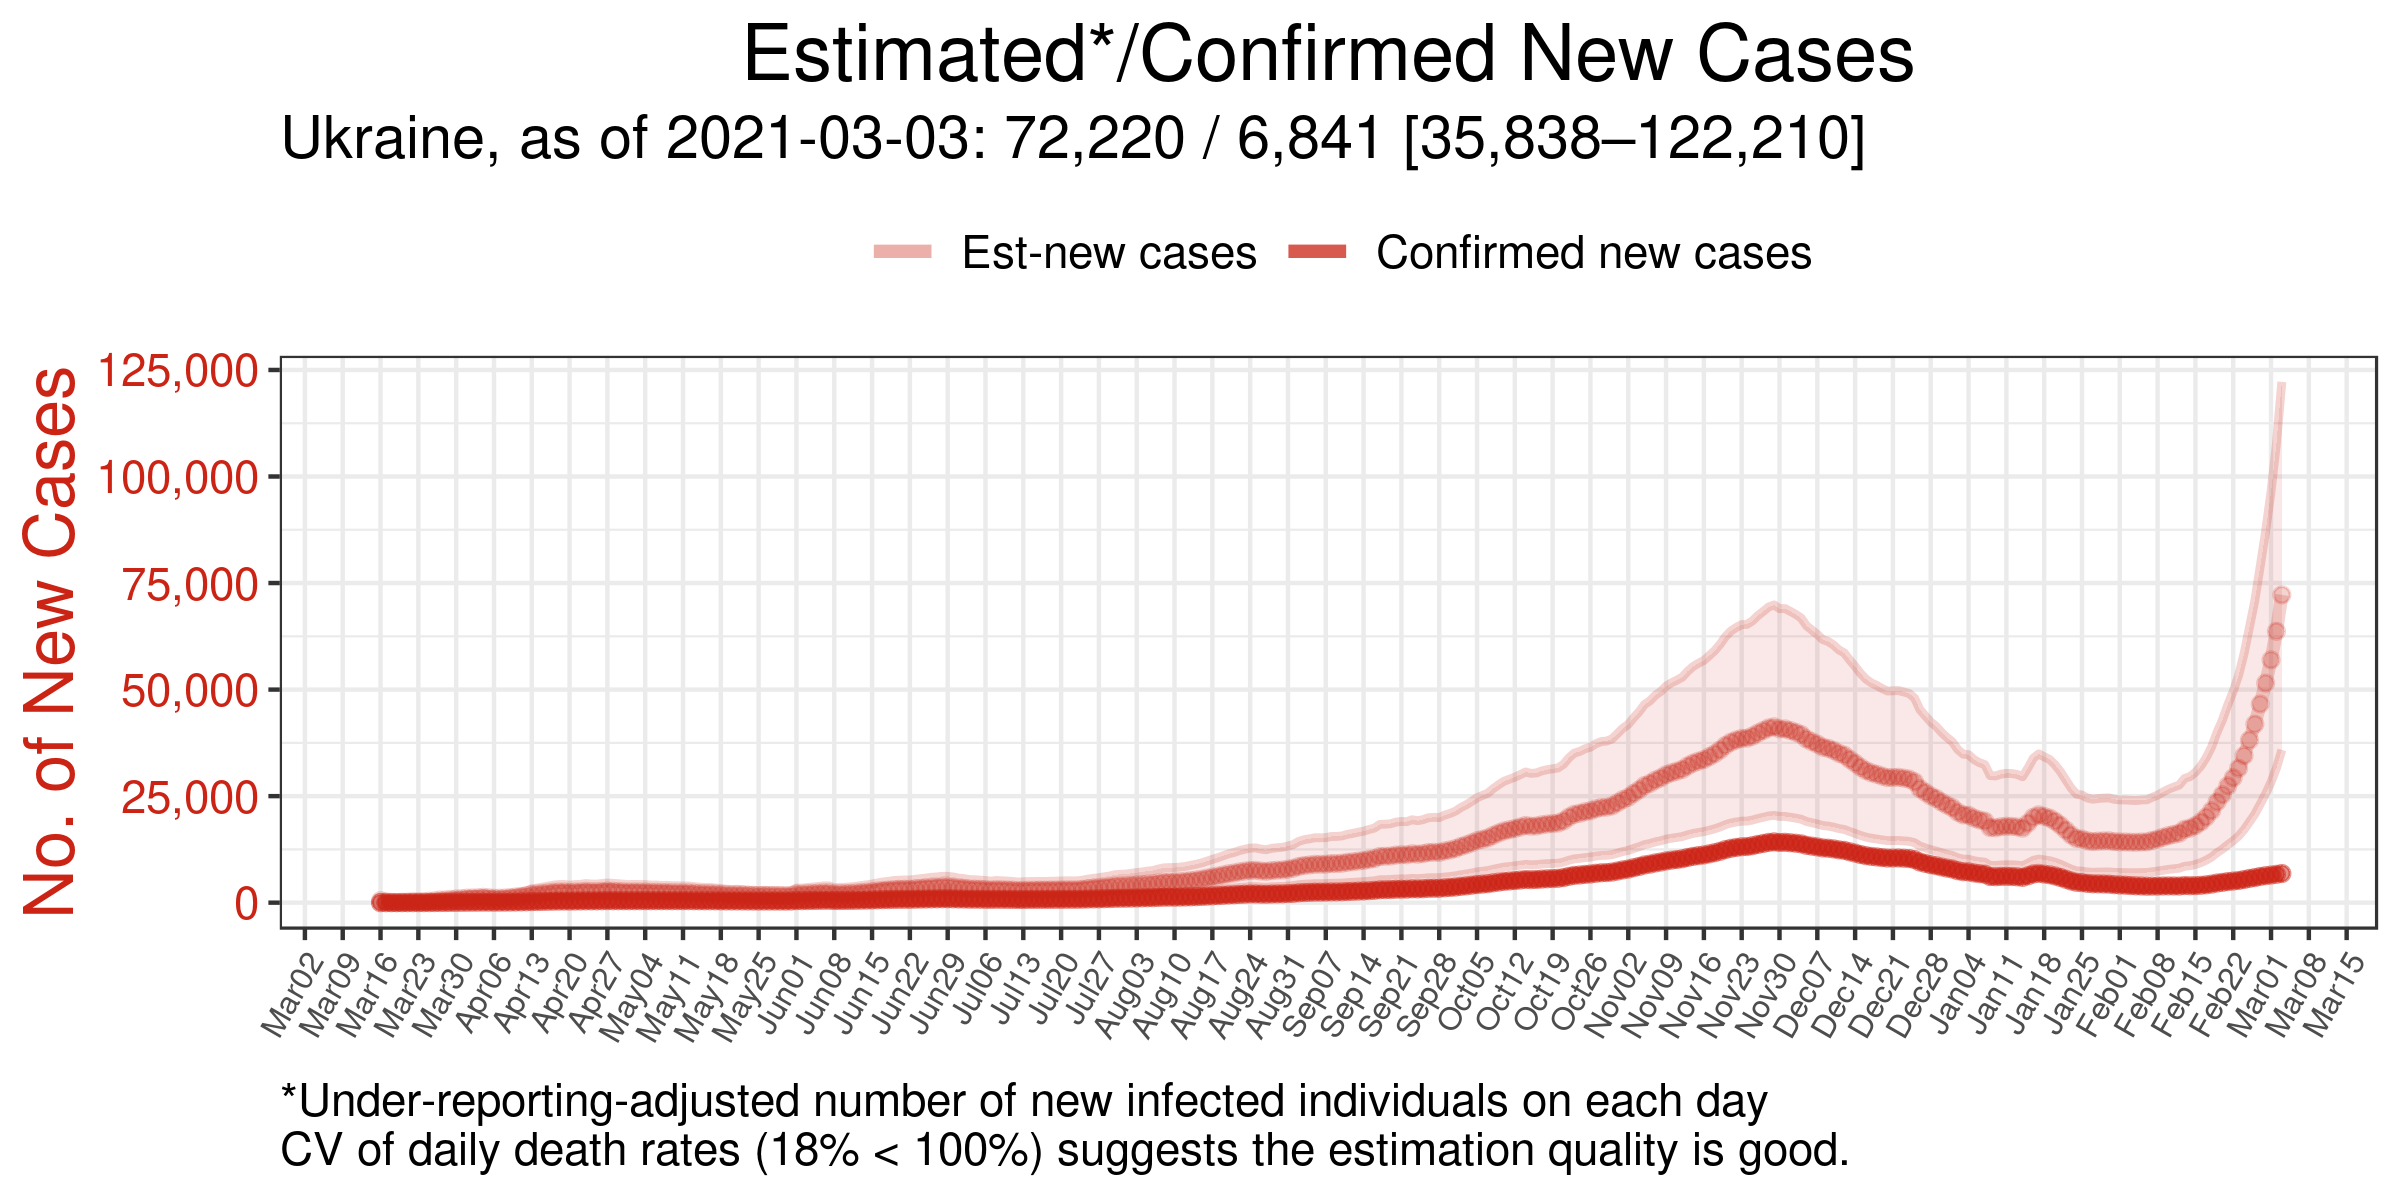 Estimated*/Confirmed New Cases
Ukraine, as of 2021-03-03: 72,220 / 6,841 [35,838–122,210]
Est-new cases
Confirmed new cases
No. of New Cases
125,000
100,000
75,000
50,000
25,000
0
Mar02
Mar09
Mar16
Mar23
Mar30
Apr06
Apr13
Apr20
Apr27
May04
May11
May18
May25
Jun01
Jun08
Jun15
Jun22
Jun29
Jul06
Jul13
Jul20
Jul27
Aug03
Aug10
Aug17
Aug24
Aug31
Sep07
Sep14
Sep21
Sep28
Oct05
Oct12
Oct19
Oct26
Nov02
Nov09
Nov16
Nov23
Nov30
Dec07
Dec14
Dec21
Dec28
Jan04
Jan11
Jan18
Jan25
Feb01
Feb08
Feb15
Feb22
Mar01
Mar08
Mar15
*Under-reporting-adjusted number of new infected individuals on each day
CV of daily death rates (18% < 100%) suggests the estimation quality is good.